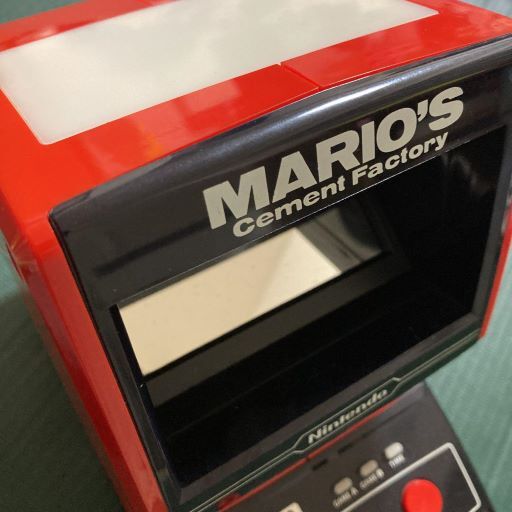 MARIO'S
Cement Factory
Nintendo
GAME A GAME B TIME